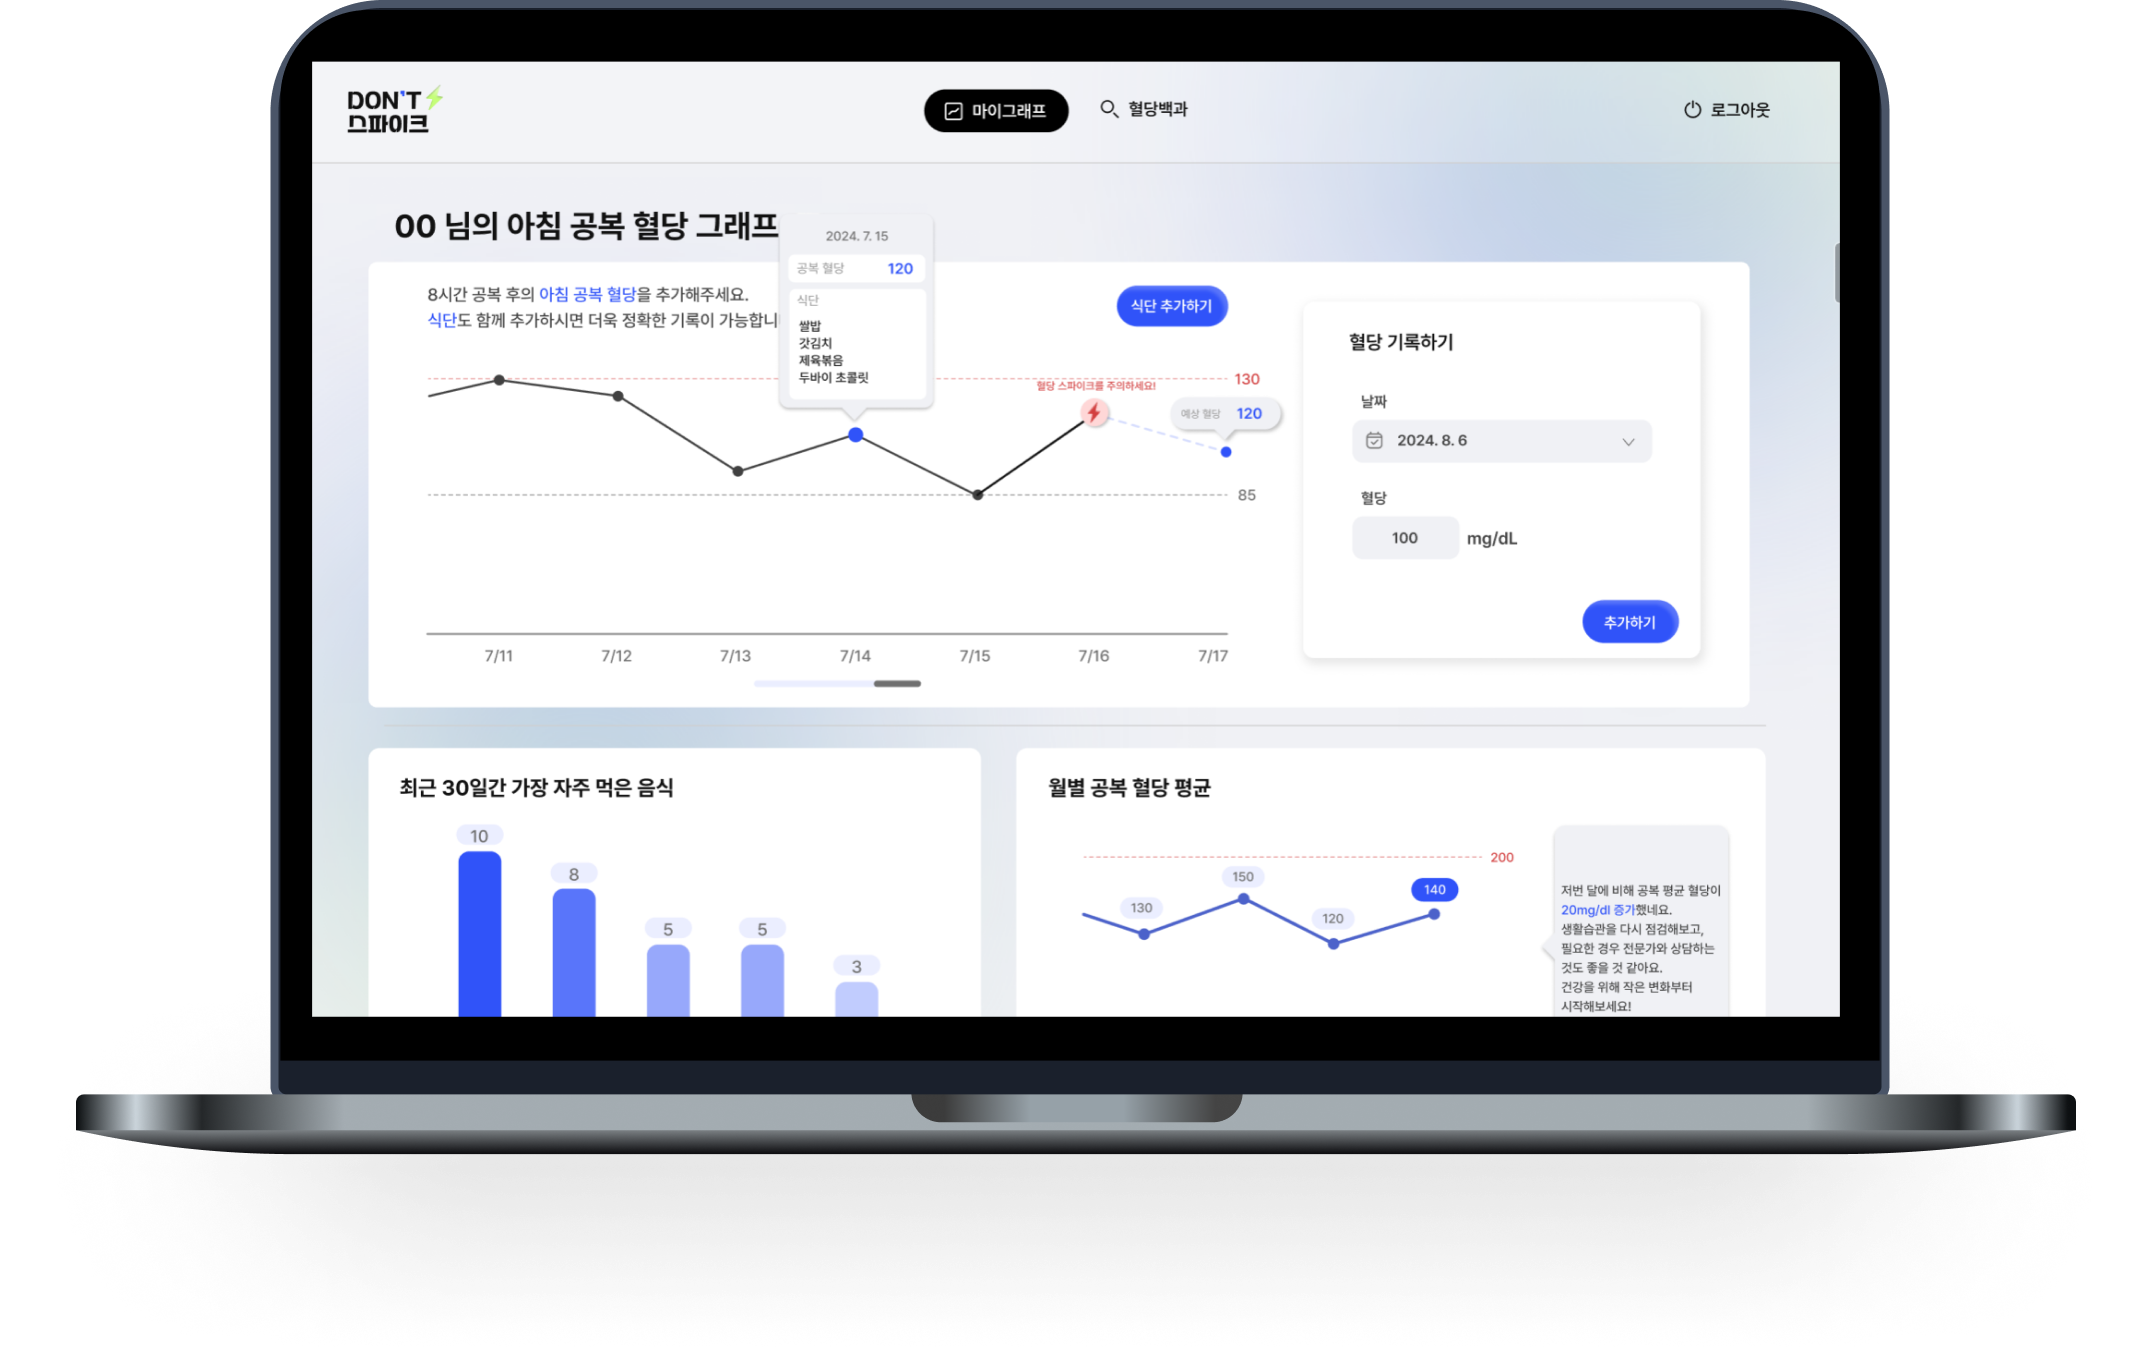 DON'T
스파이크
마이그래프
혈당백과
로그아웃
00 님의 아침 공복 혈당 그래프
2024. 7. 15
공복 혈당 120
식단
쌀밥
갓김치
제육볶음
두바이 초콜릿
8시간 공복 후의 아침 공복 혈당을 추가해주세요.
식단도 함께 추가하시면 더욱 정확한 기록이 가능합니
식단 추가하기
130
혈당 스파이크를 주의하세요!
예상 혈당 120
85
7/11 7/12 7/13 7/14 7/15 7/16 7/17
혈당 기록하기
날짜
2024. 8. 6
혈당
100 mg/dL
추가하기
최근 30일간 가장 자주 먹은 음식
10
8
5
5
3
월별 공복 혈당 평균
200
130
150
120
140
저번 달에 비해 공복 평균 혈당이
20mg/dl 증가했네요.
생활습관을 다시 점검해보고,
필요한 경우 전문가와 상담하는
것도 좋을 것 같아요.
건강을 위해 작은 변화부터
시작해보세요!